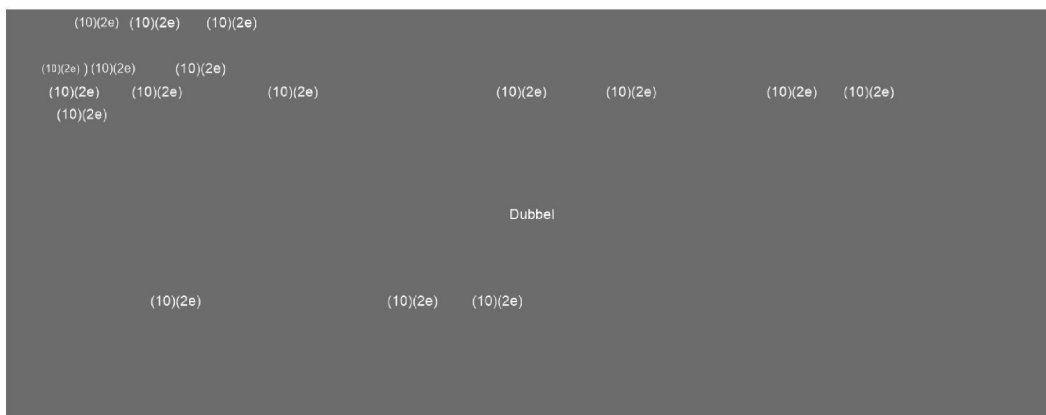 (10)(2e) (10)(2e) (10)(2e)
(10)(2e) ) (10)(2e) (10)(2e)
(10)(2e) (10)(2e) (10)(2e) (10)(2e) (10)(2e) (10)(2e) (10)(2e)
(10)(2e)
Dubbel
(10)(2e) (10)(2e) (10)(2e)